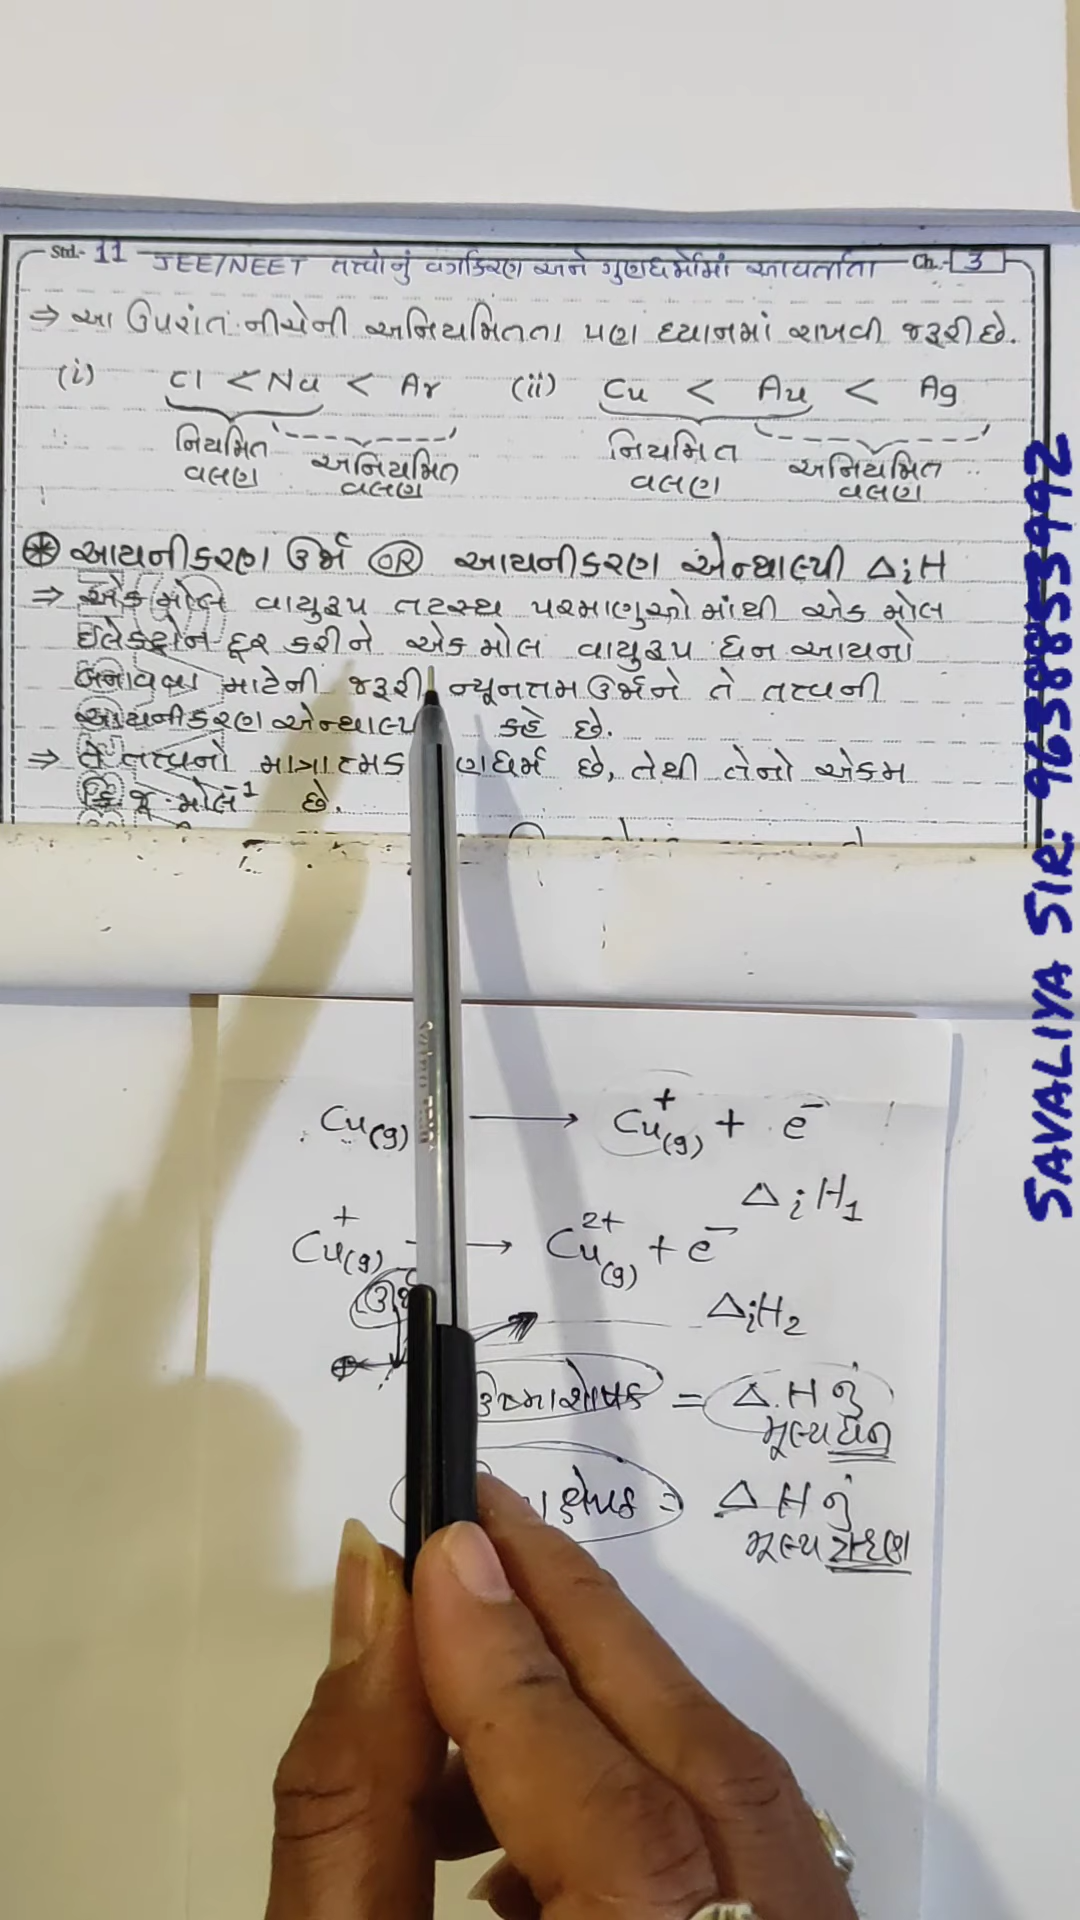 Std.- 11 JEE/NEET તત્વોનું વર્ગીકરણ અને ગુણધર્મોમાં આવર્તીતા Ch.- 3
⇒ આ ઉપરાંત નીચેની અનિયમિતતા પણ ધ્યાનમાં રાખવી જરૂરી છે.
(i) Cl < Na < Ar (ii) Cu < Au < Ag
નિયમિત વલણ અનિયમિત વલણ નિયમિત વલણ અનિયમિત વલણ
⊛ આયનીકરણ ઉર્જા OR આયનીકરણ એન્થાલ્પી ΔiH
⇒ એક મોલ વાયુરૂપ તટસ્થ પરમાણુઓમાંથી એક મોલ
ઈલેક્ટ્રોન દૂર કરીને એક મોલ વાયુરૂપ ધન આયનો
બનાવવા માટેની જરૂરી ન્યૂનતમ ઉર્જાને તે તત્વની
આયનીકરણ એન્થાલ્પ કહે છે.
⇒ તે તત્વનો માત્રાત્મક ણધર્મ છે, તેથી તેનો એકમ
કિ જૂ મોલ⁻¹ છે.
SAVALIYA SIR: 9638853992
Cu(g) ⟶ Cu⁺(g) + e⁻
ΔiH1
Cu⁺(g) → Cu²⁺(g) + e⁻
ΔiH2
ઉષ્માશોષક = Δ H નું
મૂલ્ય ધન
ક્ષેપક = Δ H નું
મૂલ્ય ઋણ